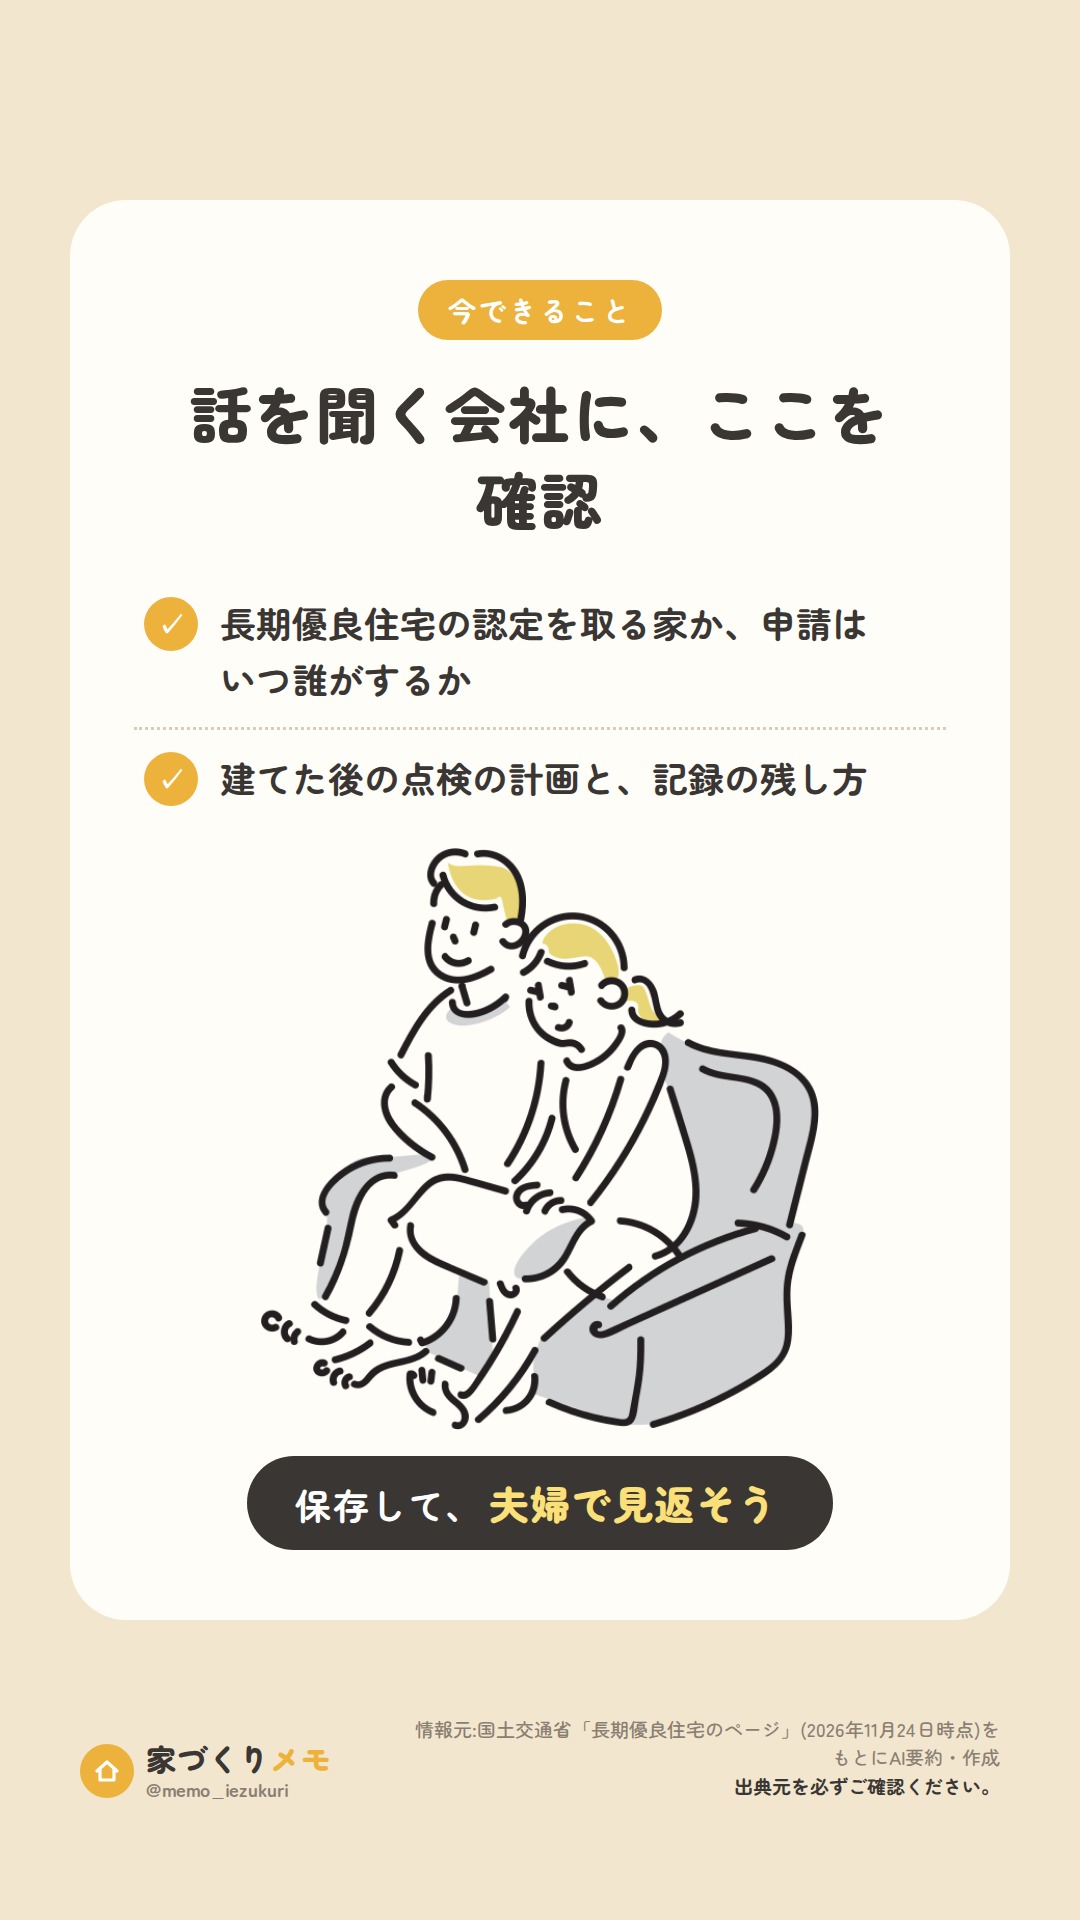 今できること
話を聞く会社に、ここを
確認
長期優良住宅の認定を取る家か、申請は
いつ誰がするか
建てた後の点検の計画と、記録の残し方
保存して、夫婦で見返そう
家づくりメモ
@memo_iezukuri
情報元:国土交通省「長期優良住宅のページ」(2026年11月24日時点)を
もとにAI要約・作成
出典元を必ずご確認ください。